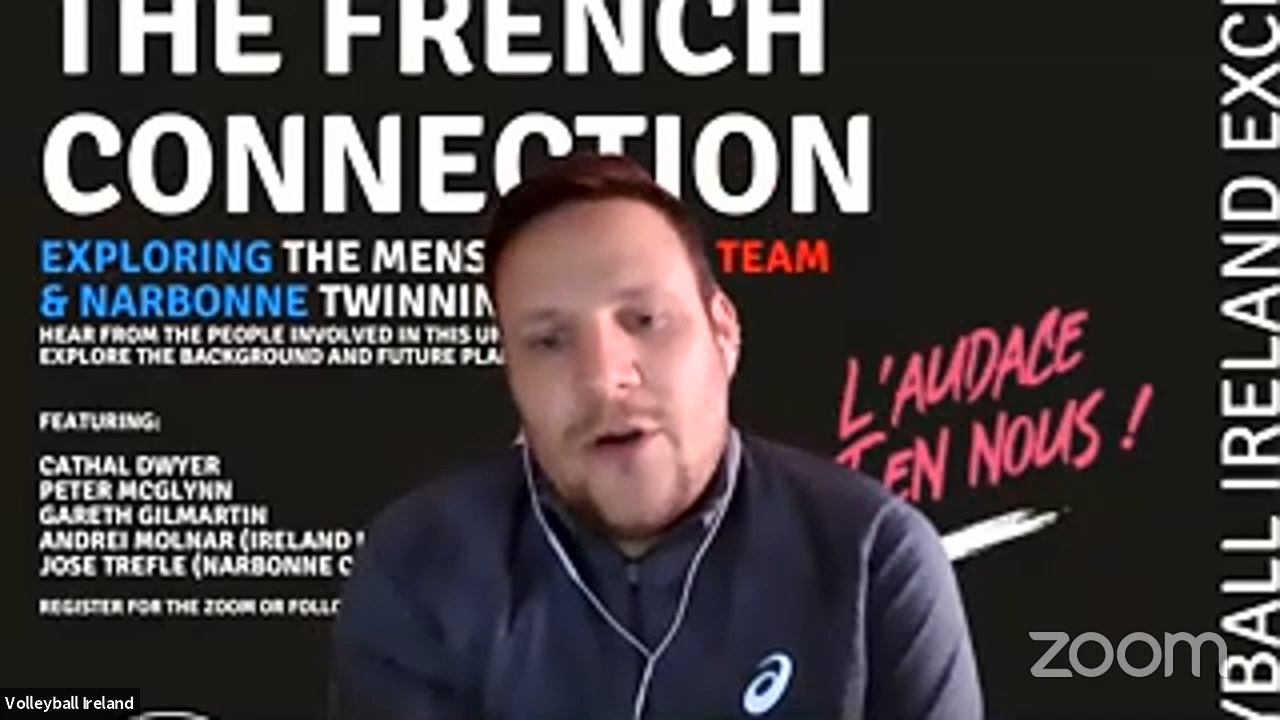 THE FRENCH
CONNECTION
EXPLORING THE MENS TEAM
& NARBONNE TWINNIN
HEAR FROM THE PEOPLE INVOLVED IN THIS
EXPLORE THE BACKGROUND AND FUTURE
FEATURING:
CATHAL DWYER
PETER MCGLYNN
GARETH GILMARTIN
ANDREI MOLNAR (IRELAND
JOSE TREFLE (NARBONNE
REGISTER FOR THE ZOOM OR
L'AUDACE
EN NOUS !
YBALL IRELAND EXC
zoom
Volleyball Ireland